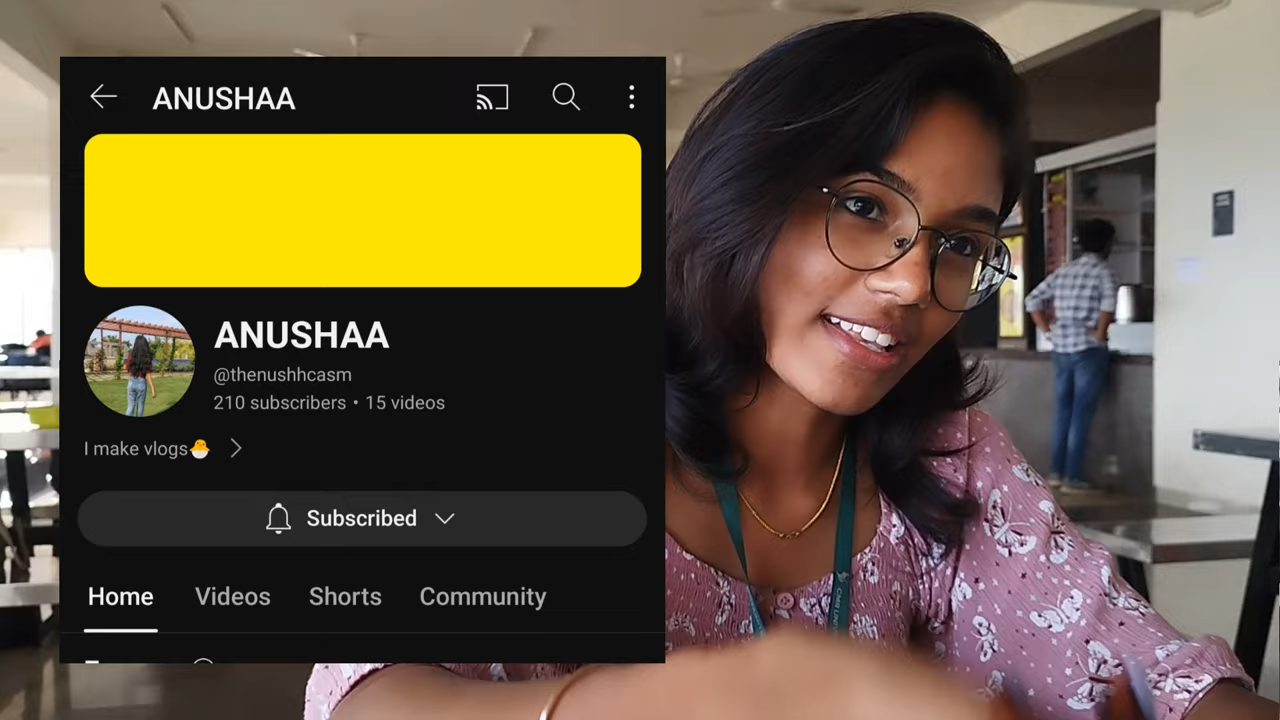 ANUSHAA
ANUSHAA
@thenushhcasm
210 subscribers • 15 videos
I make vlogs🐣
Subscribed
Home Videos Shorts Community